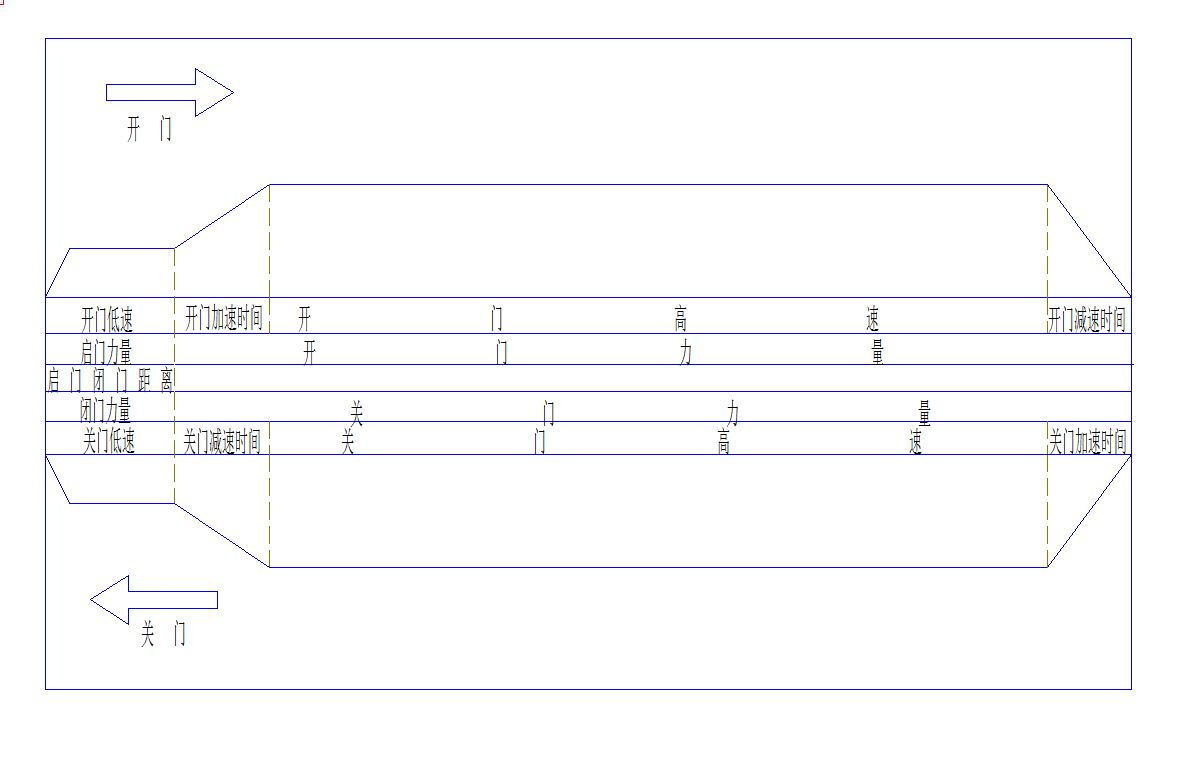 开 门
开门低速 开门加速时间 开 门 高 速 开门减速时间
启门力量 开 门 力 量
启 门 闭 门 距 离
闭门力量 关 门 力 量
关门低速 关门减速时间 关 门 高 速 关门加速时间
关 门